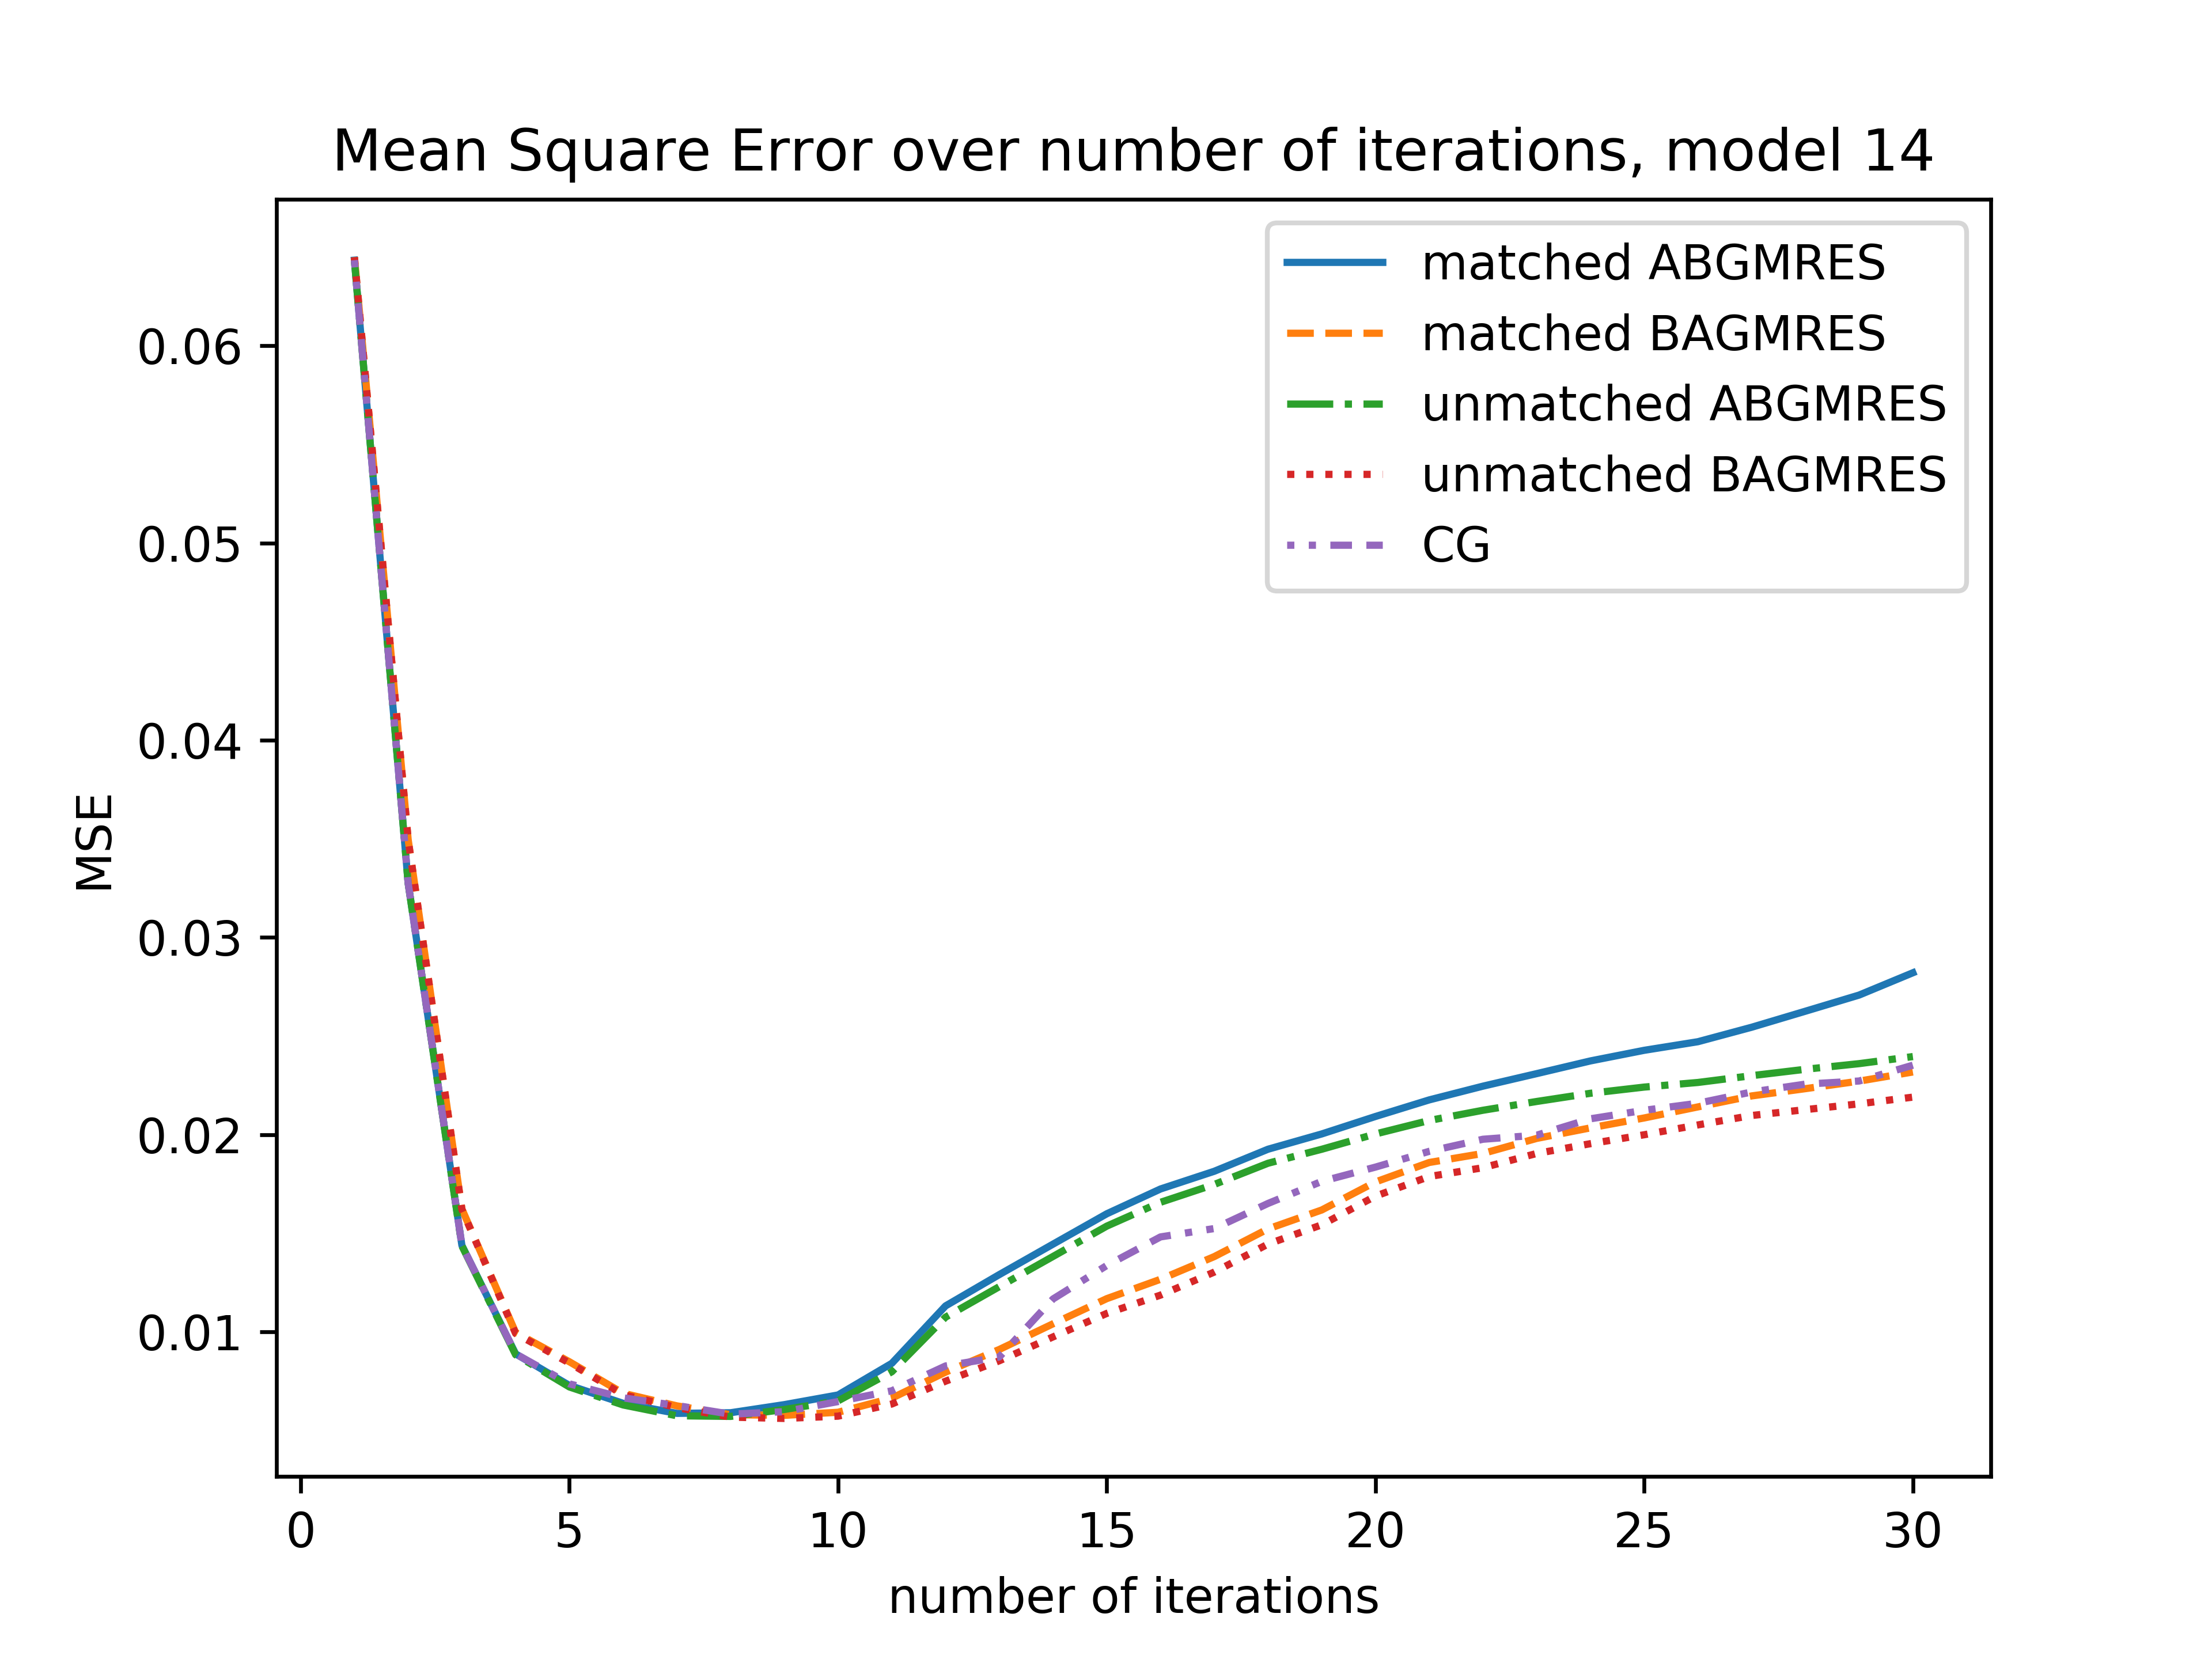 Mean Square Error over number of iterations, model 14
matched ABGMRES
matched BAGMRES
unmatched ABGMRES
unmatched BAGMRES
CG
0.06
0.05
0.04
0.03
0.02
0.01
MSE
0 5 10 15 20 25 30
number of iterations